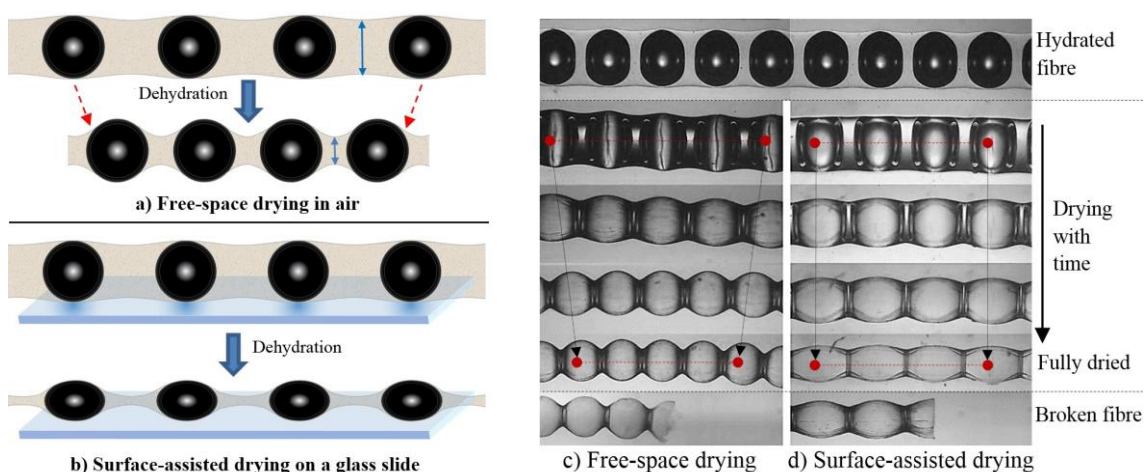 Dehydration
a) Free-space drying in air
Dehydration
b) Surface-assisted drying on a glass slide
Hydrated
fibre
Drying
with
time
Fully dried
Broken fibre
c) Free-space drying
d) Surface-assisted drying